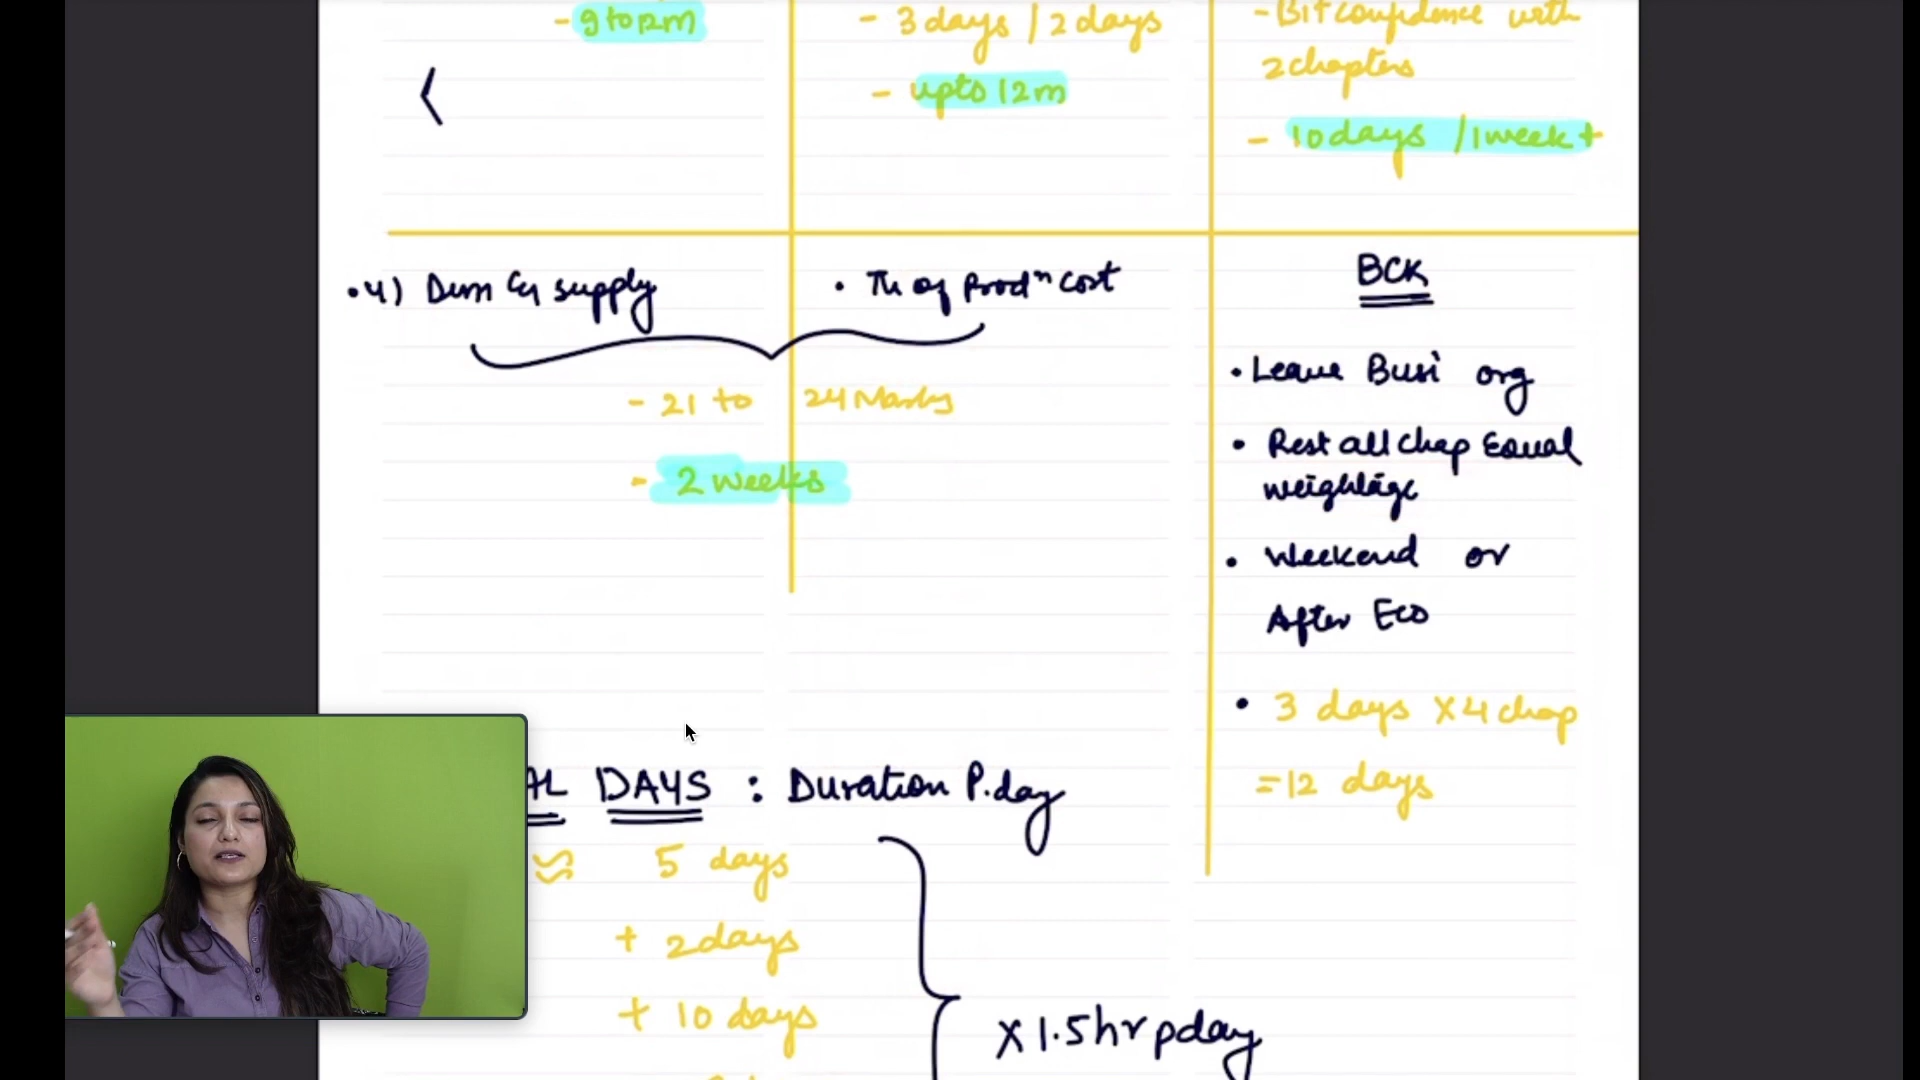 - 9 to 12m
- 3 days / 2 days
- upto 12m
- Bit confidence with
2 chapters
- 10 days / 1 week +
• 4) Dem & supply
• Th of Prodⁿ Cost
- 21 to 24 Marks
- 2 weeks
BCK
• Leave Busi org
• Rest all chap Equal
weightage
• Weekend or
After Eco
• 3 days X 4 chap
= 12 days
AL DAYS : Duration P. day
≈ 5 days
+ 2 days
+ 10 days
X 1.5 hr pday